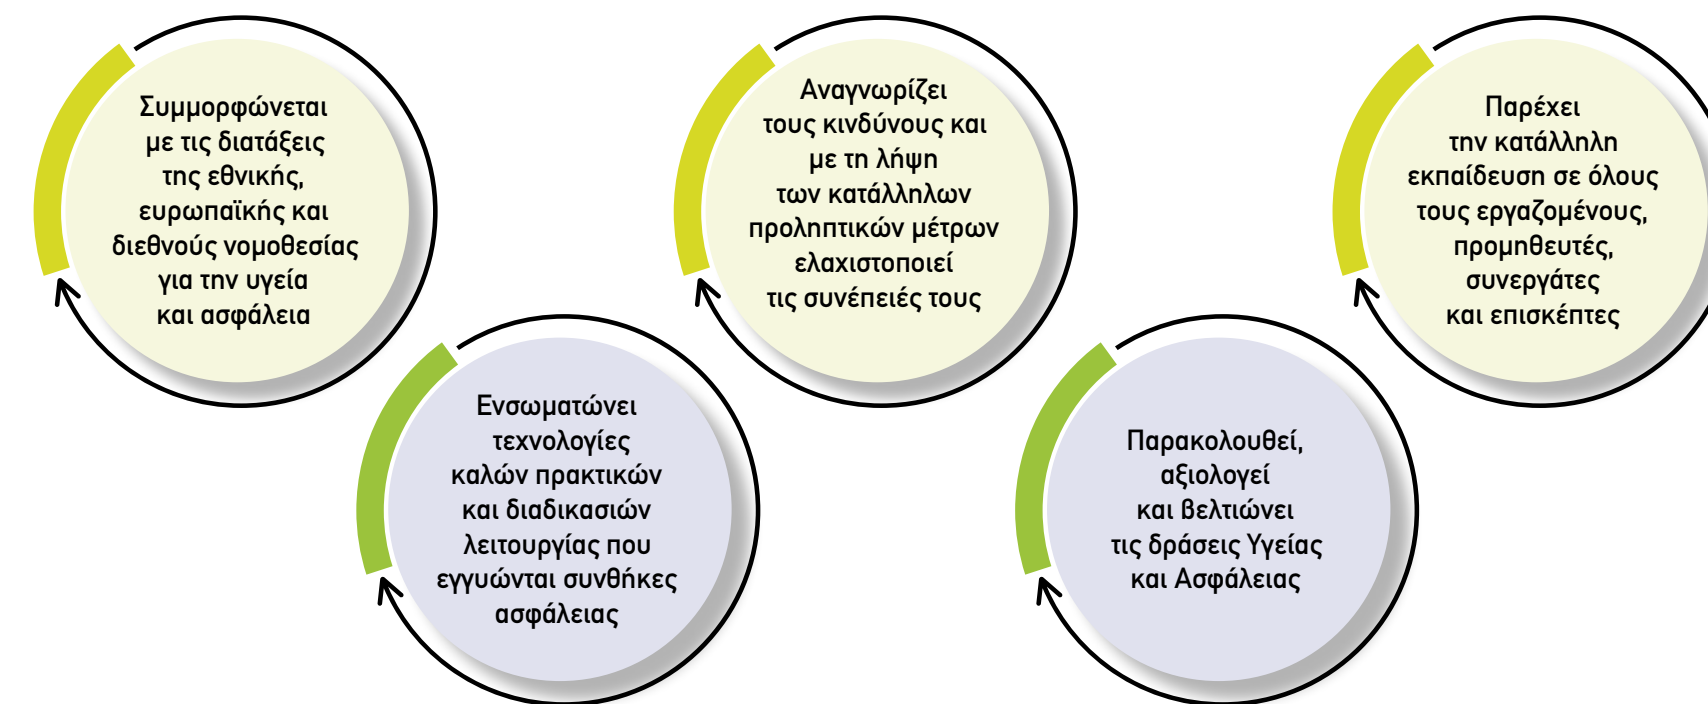 Συμμορφώνεται
με τις διατάξεις
της εθνικής,
ευρωπαϊκής και
διεθνούς νομοθεσίας
για την υγεία
και ασφάλεια
Ενσωματώνει
τεχνολογίες
καλών πρακτικών
και διαδικασιών
λειτουργίας που
εγγυώνται συνθήκες
ασφάλειας
Αναγνωρίζει
τους κινδύνους και
με τη λήψη
των κατάλληλων
προληπτικών μέτρων
ελαχιστοποιεί
τις συνέπειές τους
Παρακολουθεί,
αξιολογεί
και βελτιώνει
τις δράσεις Υγείας
και Ασφάλειας
Παρέχει
την κατάλληλη
εκπαίδευση σε όλους
τους εργαζομένους,
προμηθευτές,
συνεργάτες
και επισκέπτες